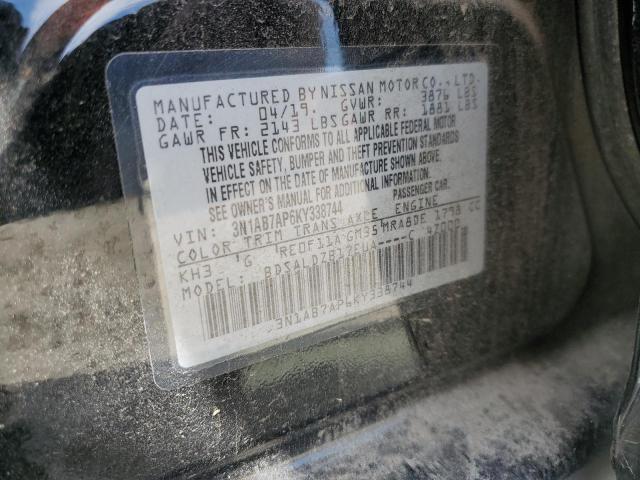 MANUFACTURED BY NISSAN MOTOR CO., LTD.
DATE: 04/19. GVWR: 3876 LBS
GAWR FR: 2143 LBS GAWR RR: 1881 LBS
THIS VEHICLE CONFORMS TO ALL APPLICABLE FEDERAL MOTOR
VEHICLE SAFETY, BUMPER AND THEFT PREVENTION STANDARDS
IN EFFECT ON THE DATE OF MANUFACTURE SHOWN ABOVE.
SEE OWNER'S MANUAL FOR ADDITIONAL INFORMATION.
VIN: 3N1AB7AP6KY338744 PASSENGER CAR.
COLOR TRIM TRANS AXLE ENGINE
KH3 G RE0F11A GM35 MRA8DE 1798 CC
MODEL: C 47000
3N1AB7AP6KY338744